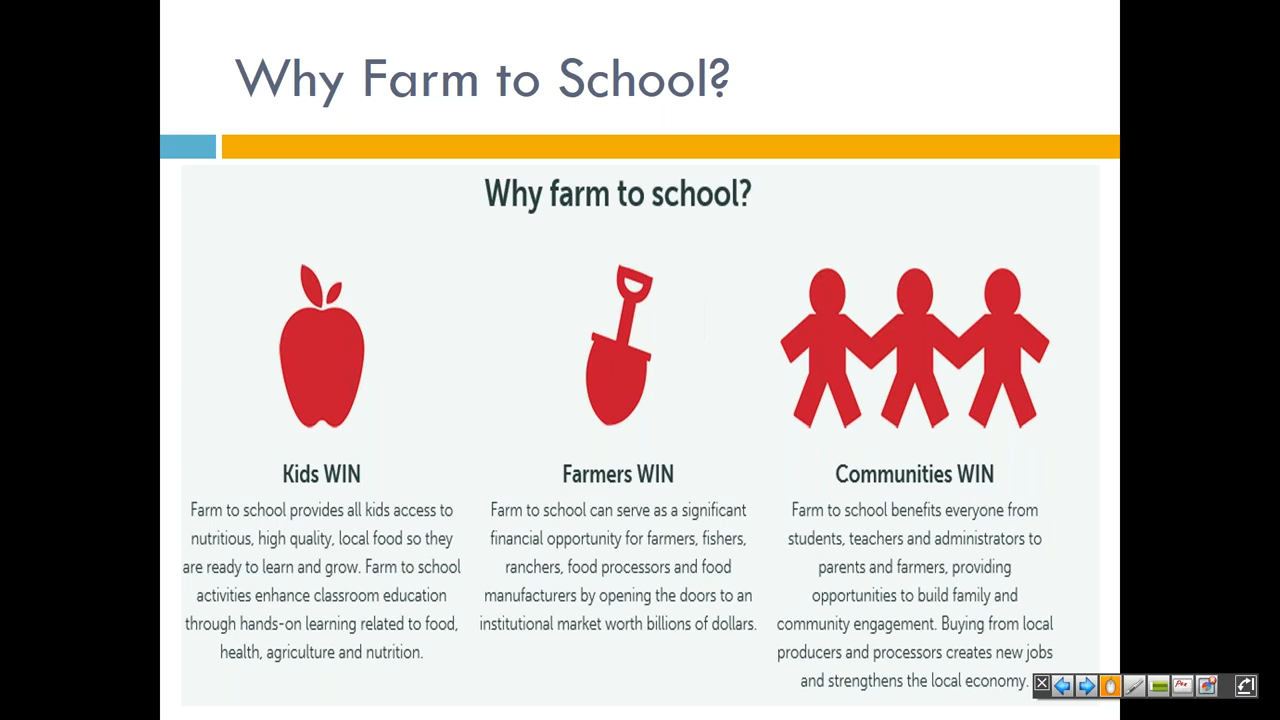 Why Farm to School?
Why farm to school?
Kids WIN
Farm to school provides all kids access to
nutritious, high quality, local food so they
are ready to learn and grow. Farm to school
activities enhance classroom education
through hands-on learning related to food,
health, agriculture and nutrition.
Farmers WIN
Farm to school can serve as a significant
financial opportunity for farmers, fishers,
ranchers, food processors and food
manufacturers by opening the doors to an
institutional market worth billions of dollars.
Communities WIN
Farm to school benefits everyone from
students, teachers and administrators to
parents and farmers, providing
opportunities to build family and
community engagement. Buying from local
producers and processors creates new jobs
and strengthens the local economy.